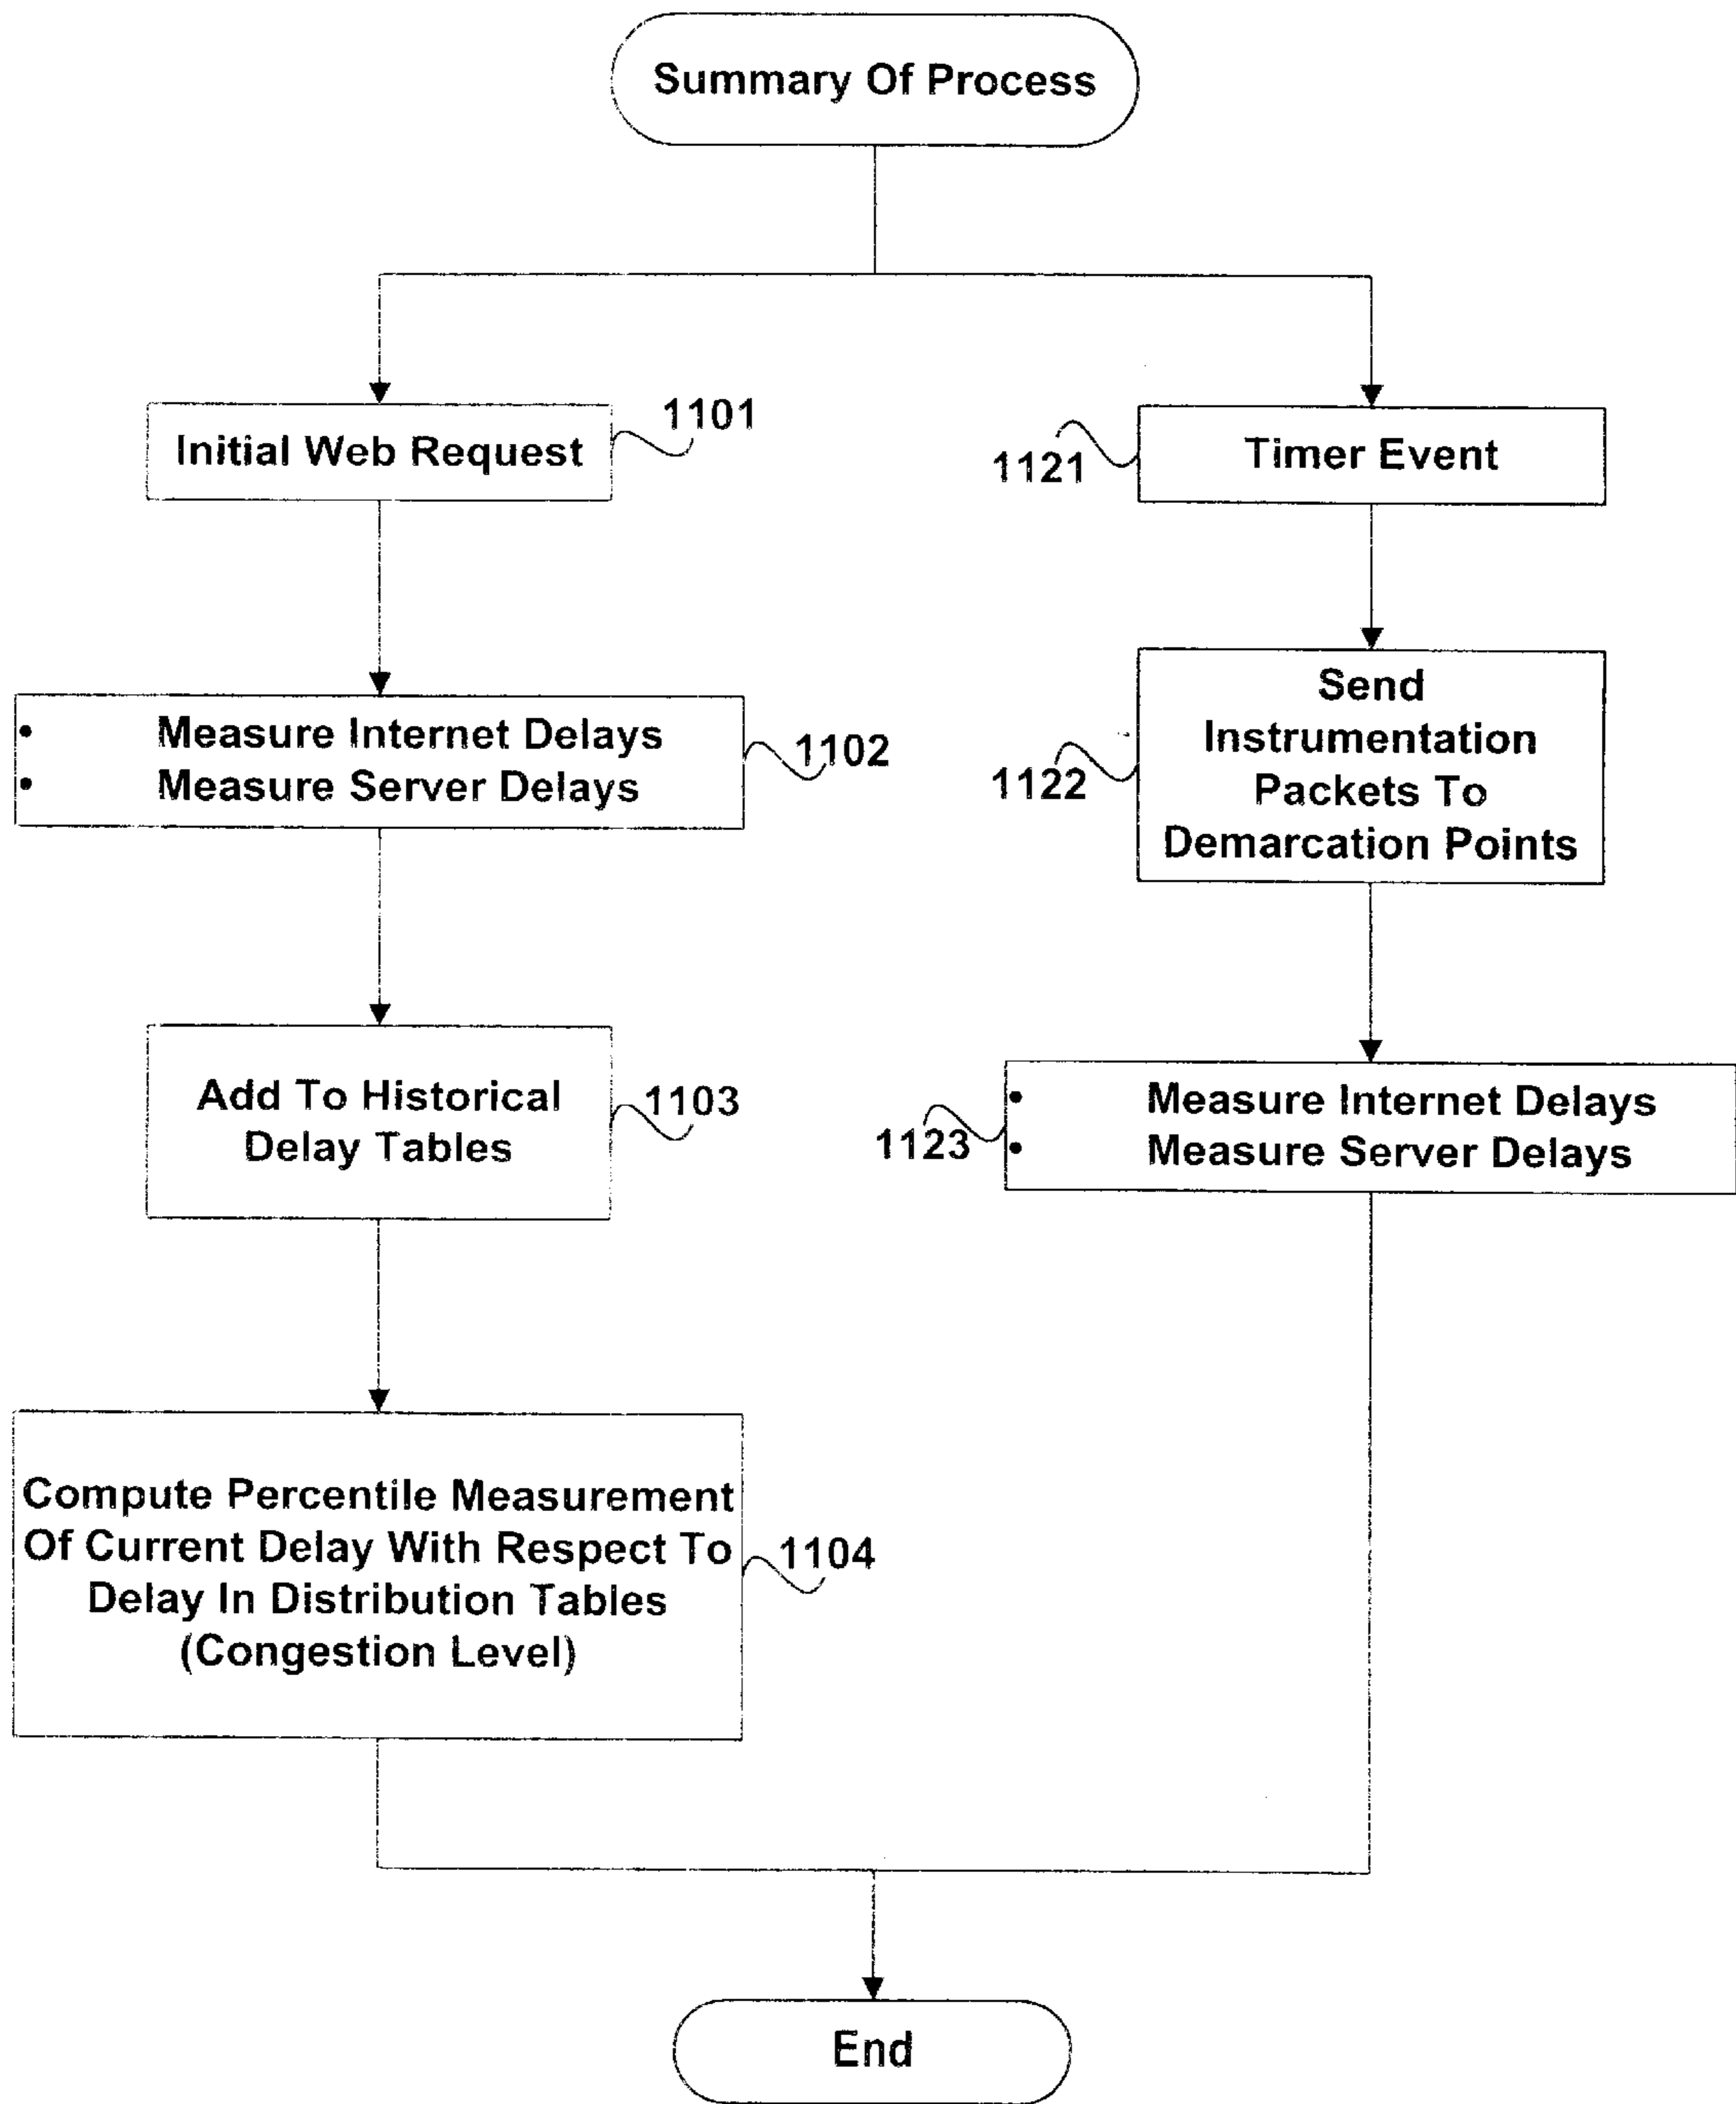 Summary Of Process
Initial Web Request
1101
• Measure Internet Delays
• Measure Server Delays
1102
Add To Historical
Delay Tables
1103
Compute Percentile Measurement
Of Current Delay With Respect To
Delay In Distribution Tables
(Congestion Level)
1104
Timer Event
1121
Send
Instrumentation
Packets To
Demarcation Points
1122
• Measure Internet Delays
• Measure Server Delays
1123
End